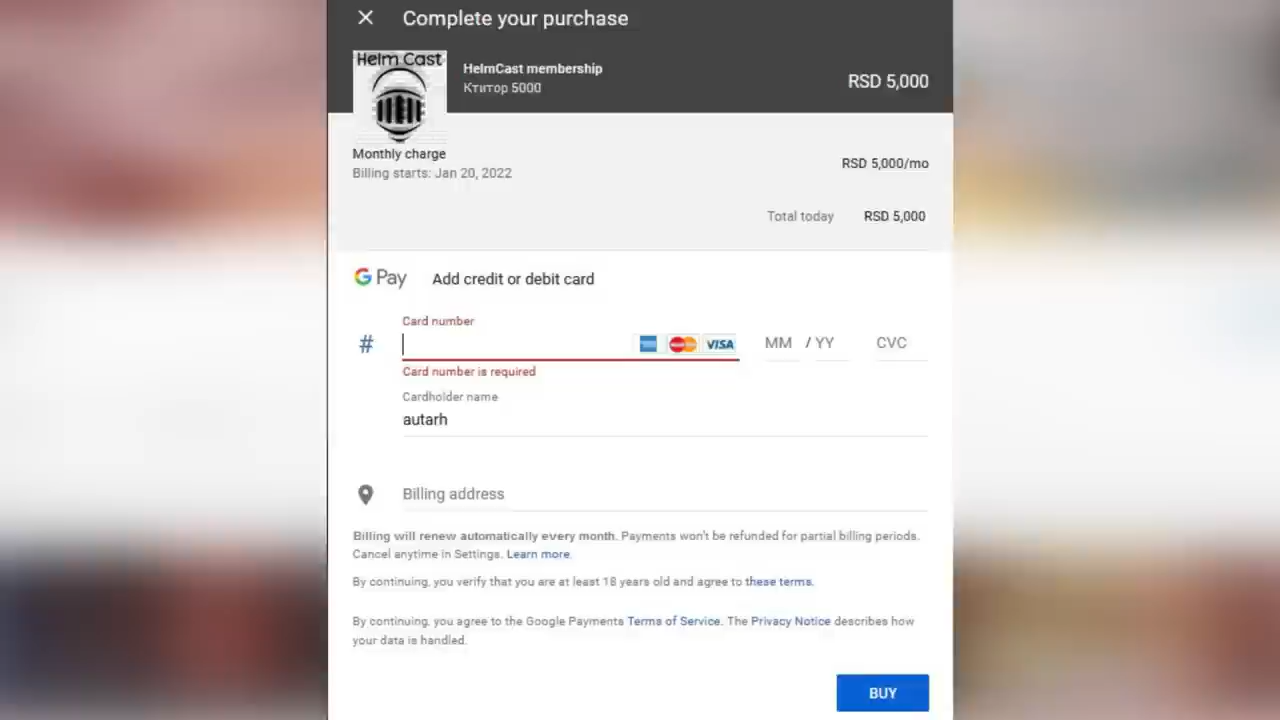 Complete your purchase
Helm Cast
HelmCast membership
Ктитор 5000
RSD 5,000
Monthly charge
Billing starts: Jan 20, 2022
RSD 5,000/mo
Total today RSD 5,000
G Pay Add credit or debit card
Card number
# VISA MM / YY CVC
Card number is required
Cardholder name
autarh
Billing address
Billing will renew automatically every month. Payments won't be refunded for partial billing periods.
Cancel anytime in Settings. Learn more.
By continuing, you verify that you are at least 18 years old and agree to these terms.
By continuing, you agree to the Google Payments Terms of Service. The Privacy Notice describes how
your data is handled.
BUY